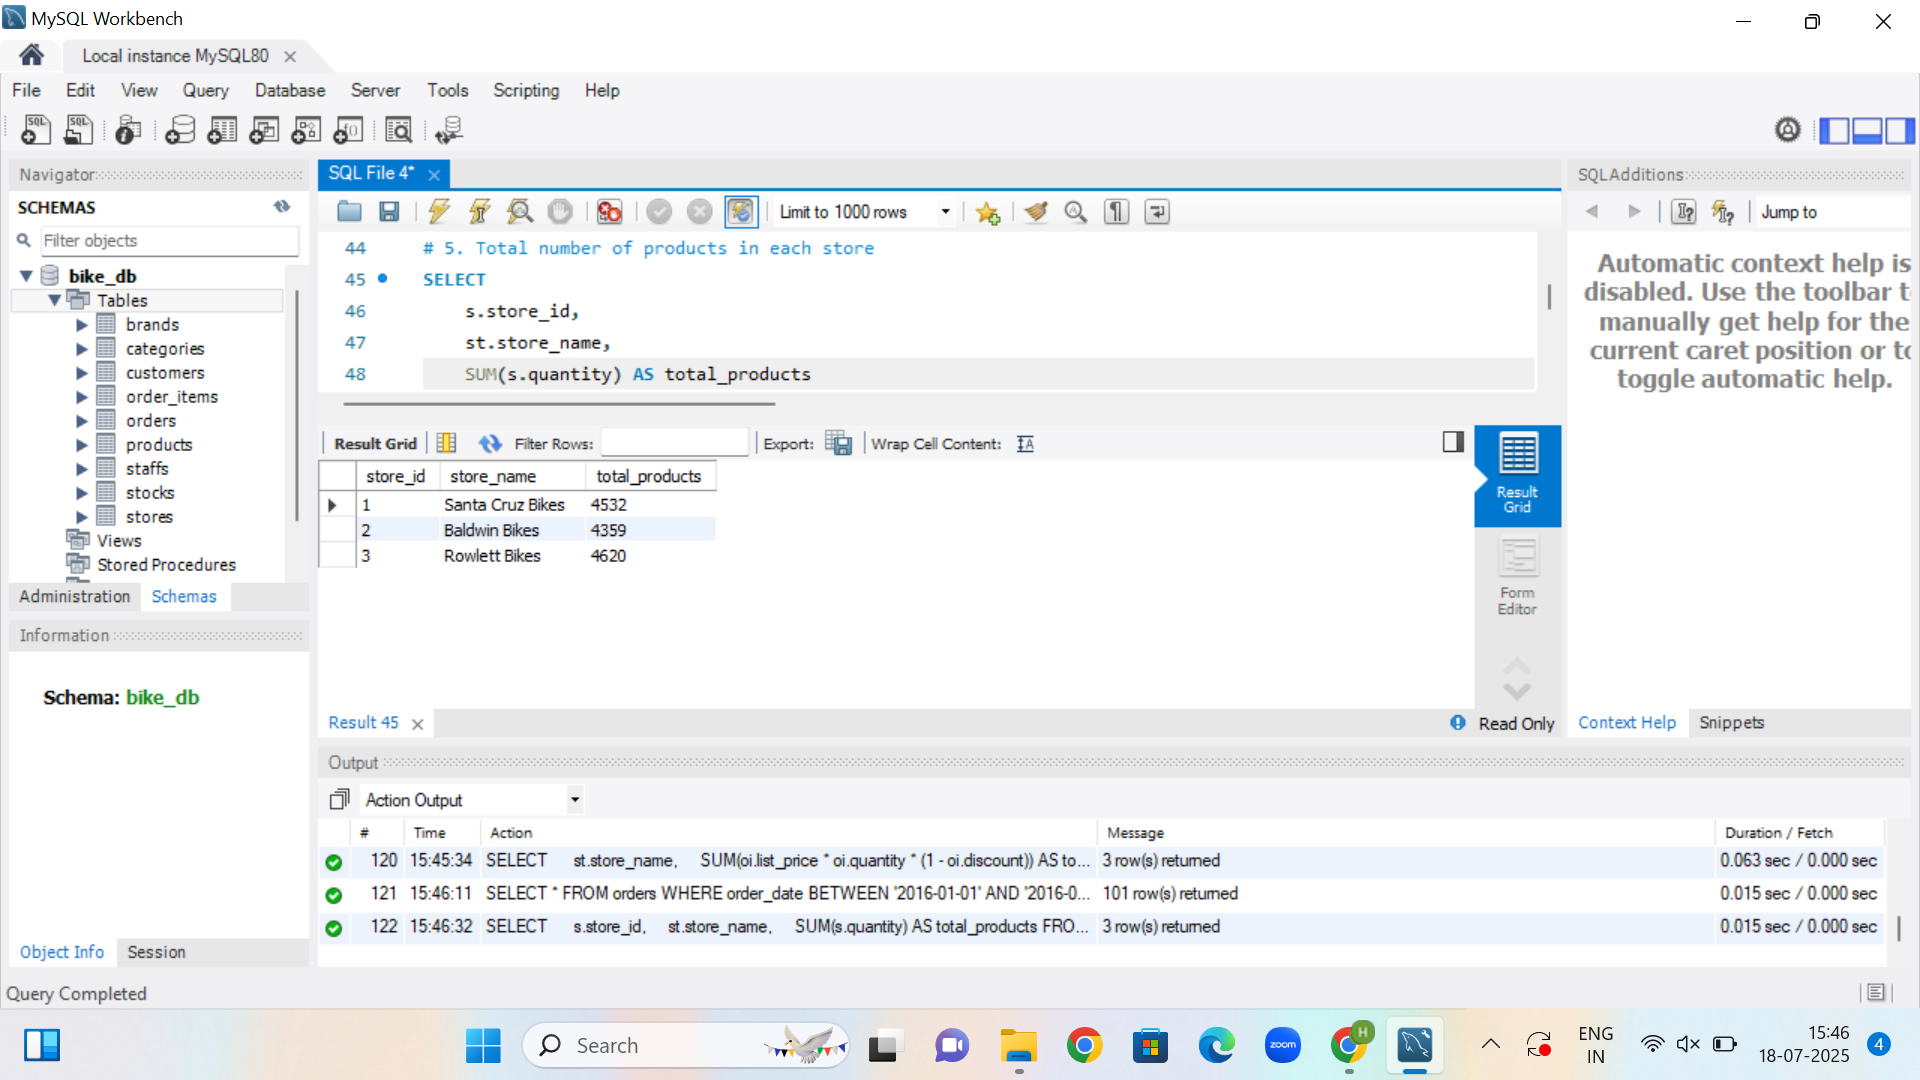 MySQL Workbench
Local instance MySQL80
File Edit View Query Database Server Tools Scripting Help
Navigator
SCHEMAS
Filter objects
bike_db
Tables
brands
categories
customers
order_items
orders
products
staffs
stocks
stores
Views
Stored Procedures
Administration Schemas
Information
Schema: bike_db
Object Info Session
SQL File 4*
Limit to 1000 rows
44 # 5. Total number of products in each store
45 SELECT
46 s.store_id,
47 st.store_name,
48 SUM(s.quantity) AS total_products
Result Grid Filter Rows: Export: Wrap Cell Content:
store_id store_name total_products
1 Santa Cruz Bikes 4532
2 Baldwin Bikes 4359
3 Rowlett Bikes 4620
Result Grid
Form Editor
Result 45
Read Only
SQLAdditions
Jump to
Automatic context help is
disabled. Use the toolbar t
manually get help for the
current caret position or to
toggle automatic help.
Context Help Snippets
Output
Action Output
# Time Action Message Duration / Fetch
120 15:45:34 SELECT st.store_name, SUM(oi.list_price * oi.quantity * (1 - oi.discount)) AS to... 3 row(s) returned 0.063 sec / 0.000 sec
121 15:46:11 SELECT * FROM orders WHERE order_date BETWEEN '2016-01-01' AND '2016-0... 101 row(s) returned 0.015 sec / 0.000 sec
122 15:46:32 SELECT s.store_id, st.store_name, SUM(s.quantity) AS total_products FRO... 3 row(s) returned 0.015 sec / 0.000 sec
Query Completed
Search
zoom
H
ENG
IN
15:46
18-07-2025
4